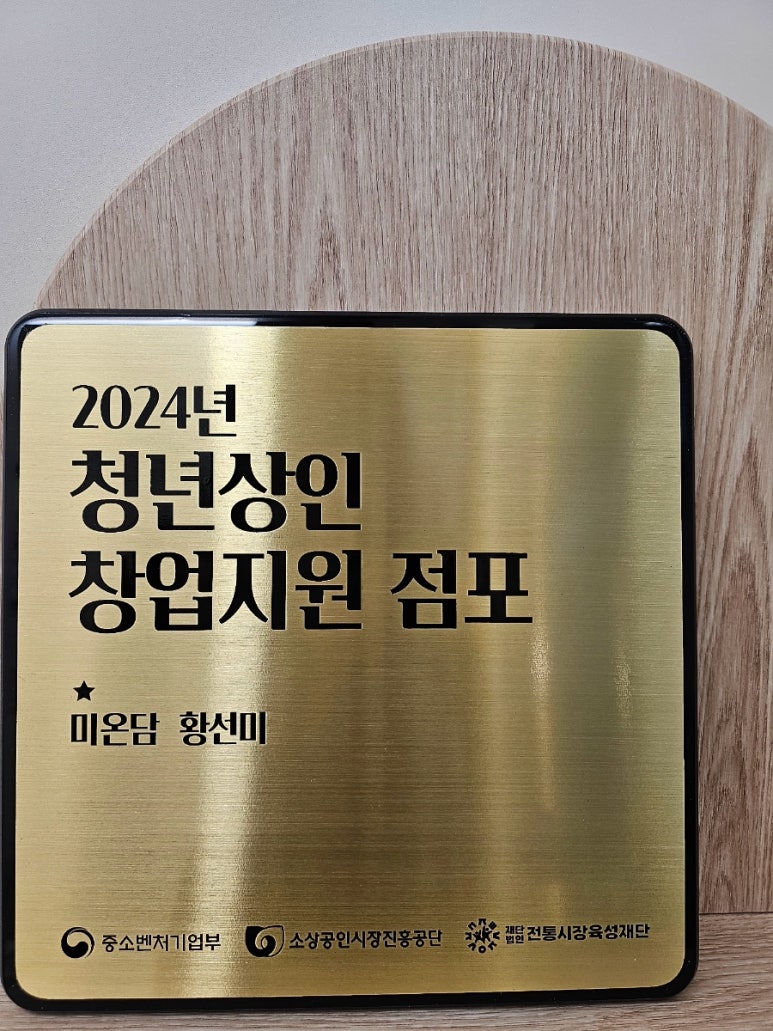 2024년
청년상인
창업지원 점포
★
미온담 황선미
중소벤처기업부 소상공인시장진흥공단 재단법인 전통시장육성재단